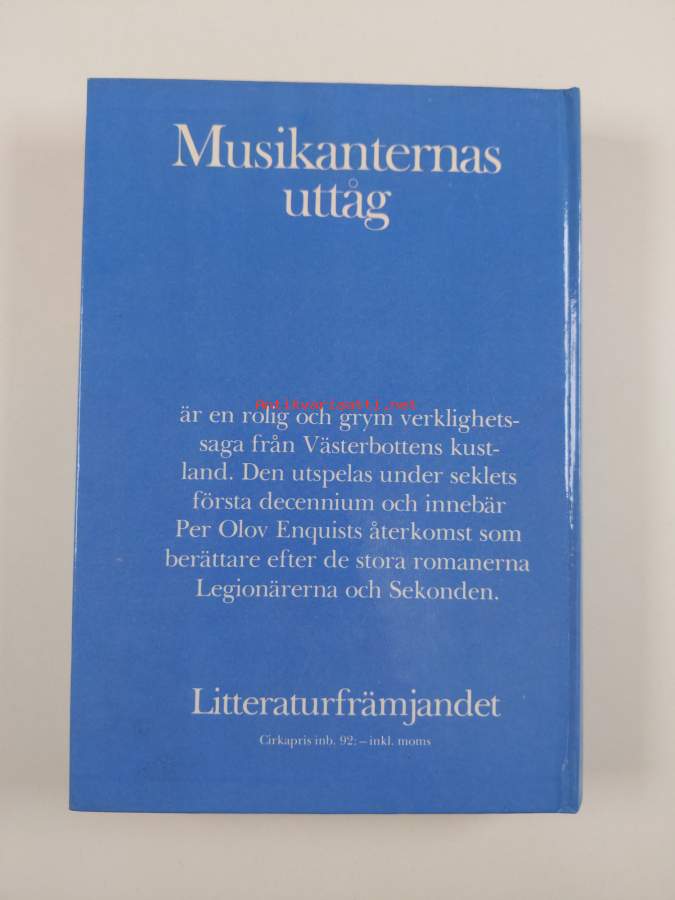 Musikanternas
uttåg
Antikvariaatti.net
är en rolig och grym verklighets-
saga från Västerbottens kust-
land. Den utspelas under seklets
första decennium och innebär
Per Olov Enquists återkomst som
berättare efter de stora romanerna
Legionärerna och Sekonden.
Litteraturfrämjandet
Cirkapris inb. 92:– inkl. moms